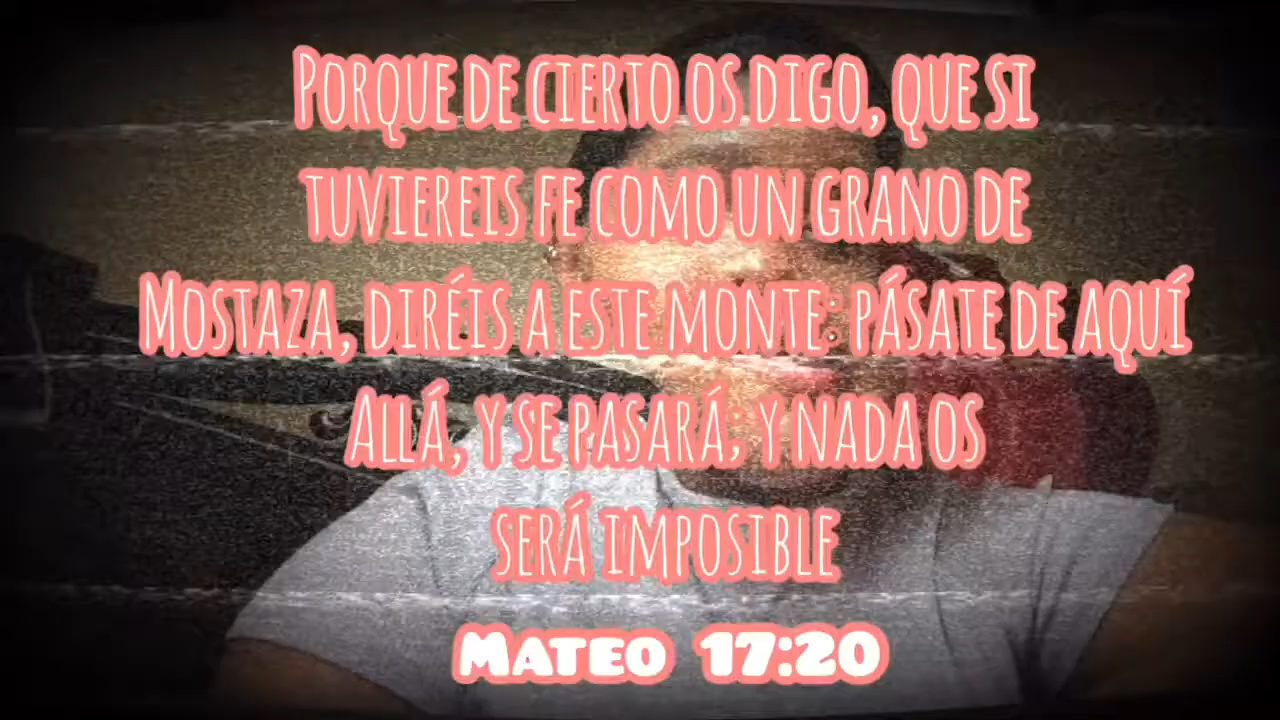 Porque de cierto os digo, que si
tuviereis fe como un grano de
Mostaza, diréis a este monte: pásate de aquí
Allá, y se pasará; y nada os
será imposible
Mateo 17:20